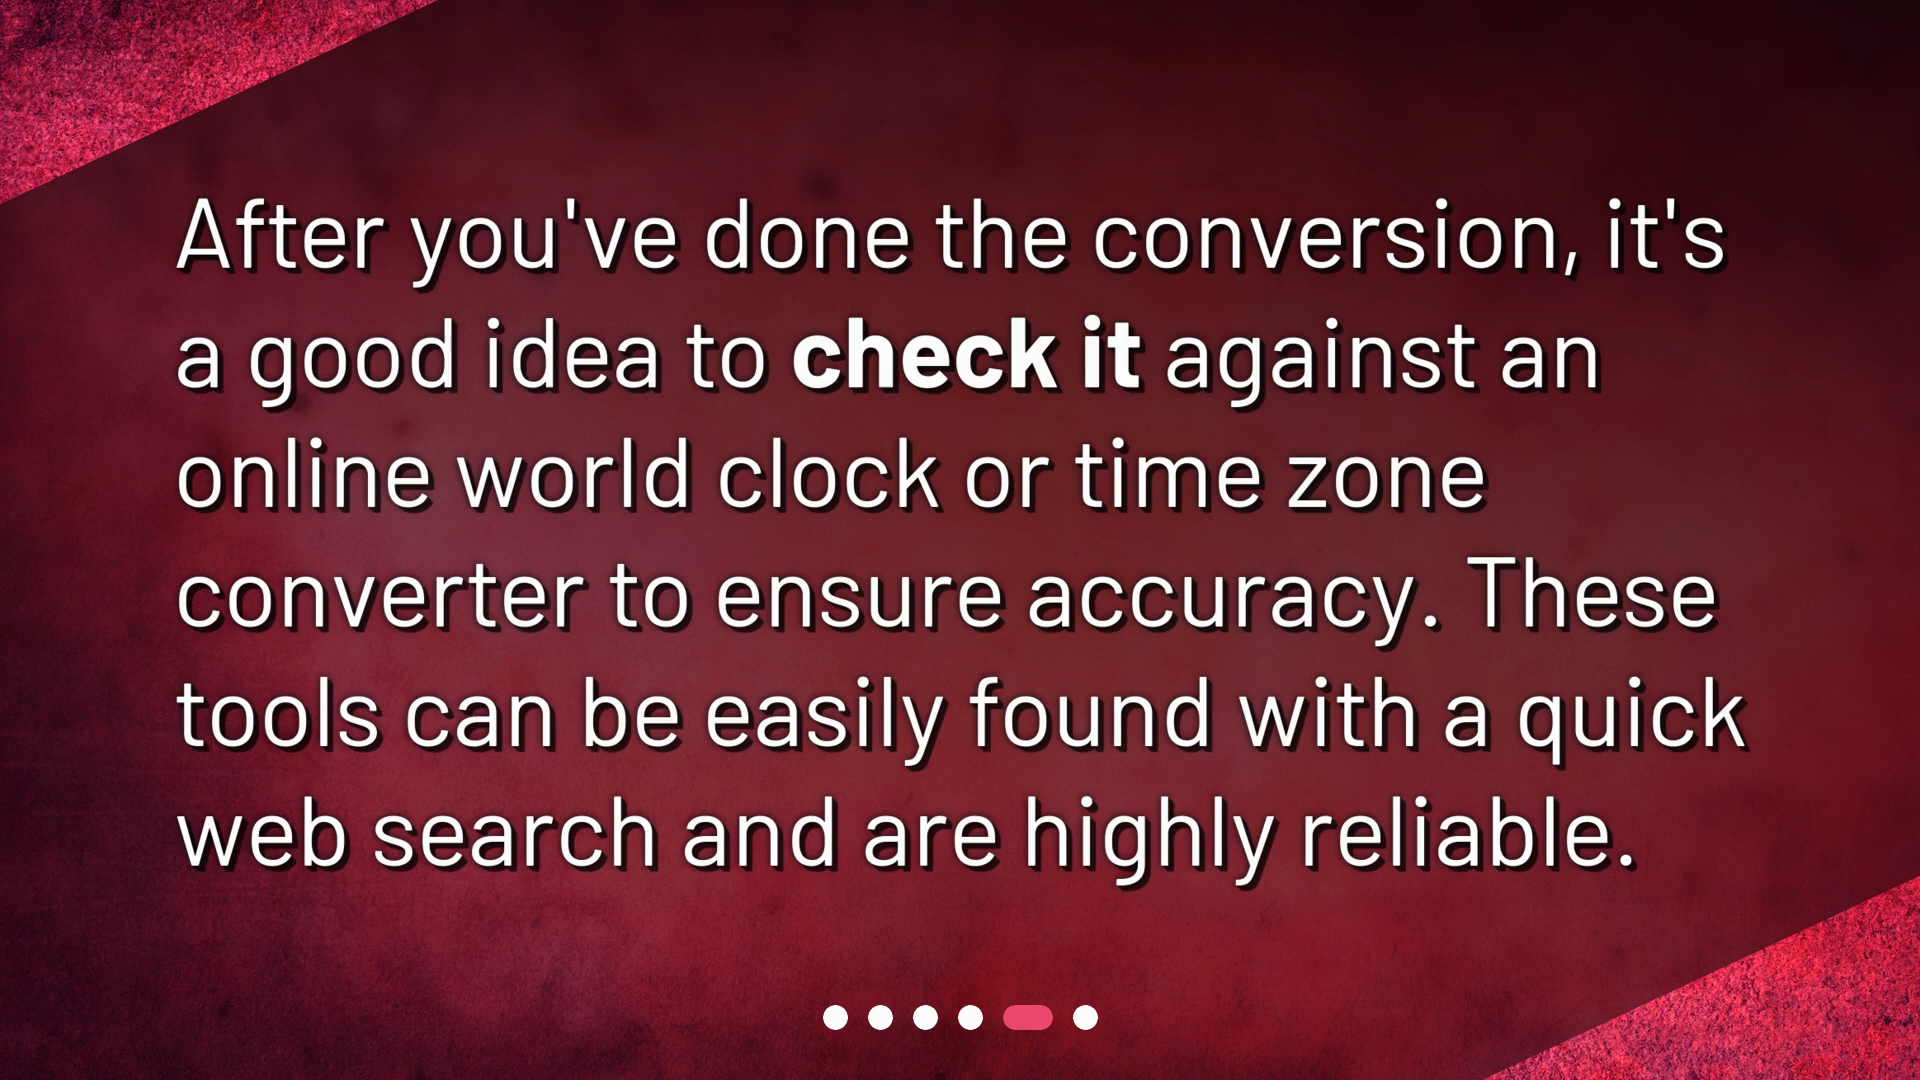 After you've done the conversion, it's
a good idea to check it against an
online world clock or time zone
converter to ensure accuracy. These
tools can be easily found with a quick
web search and are highly reliable.